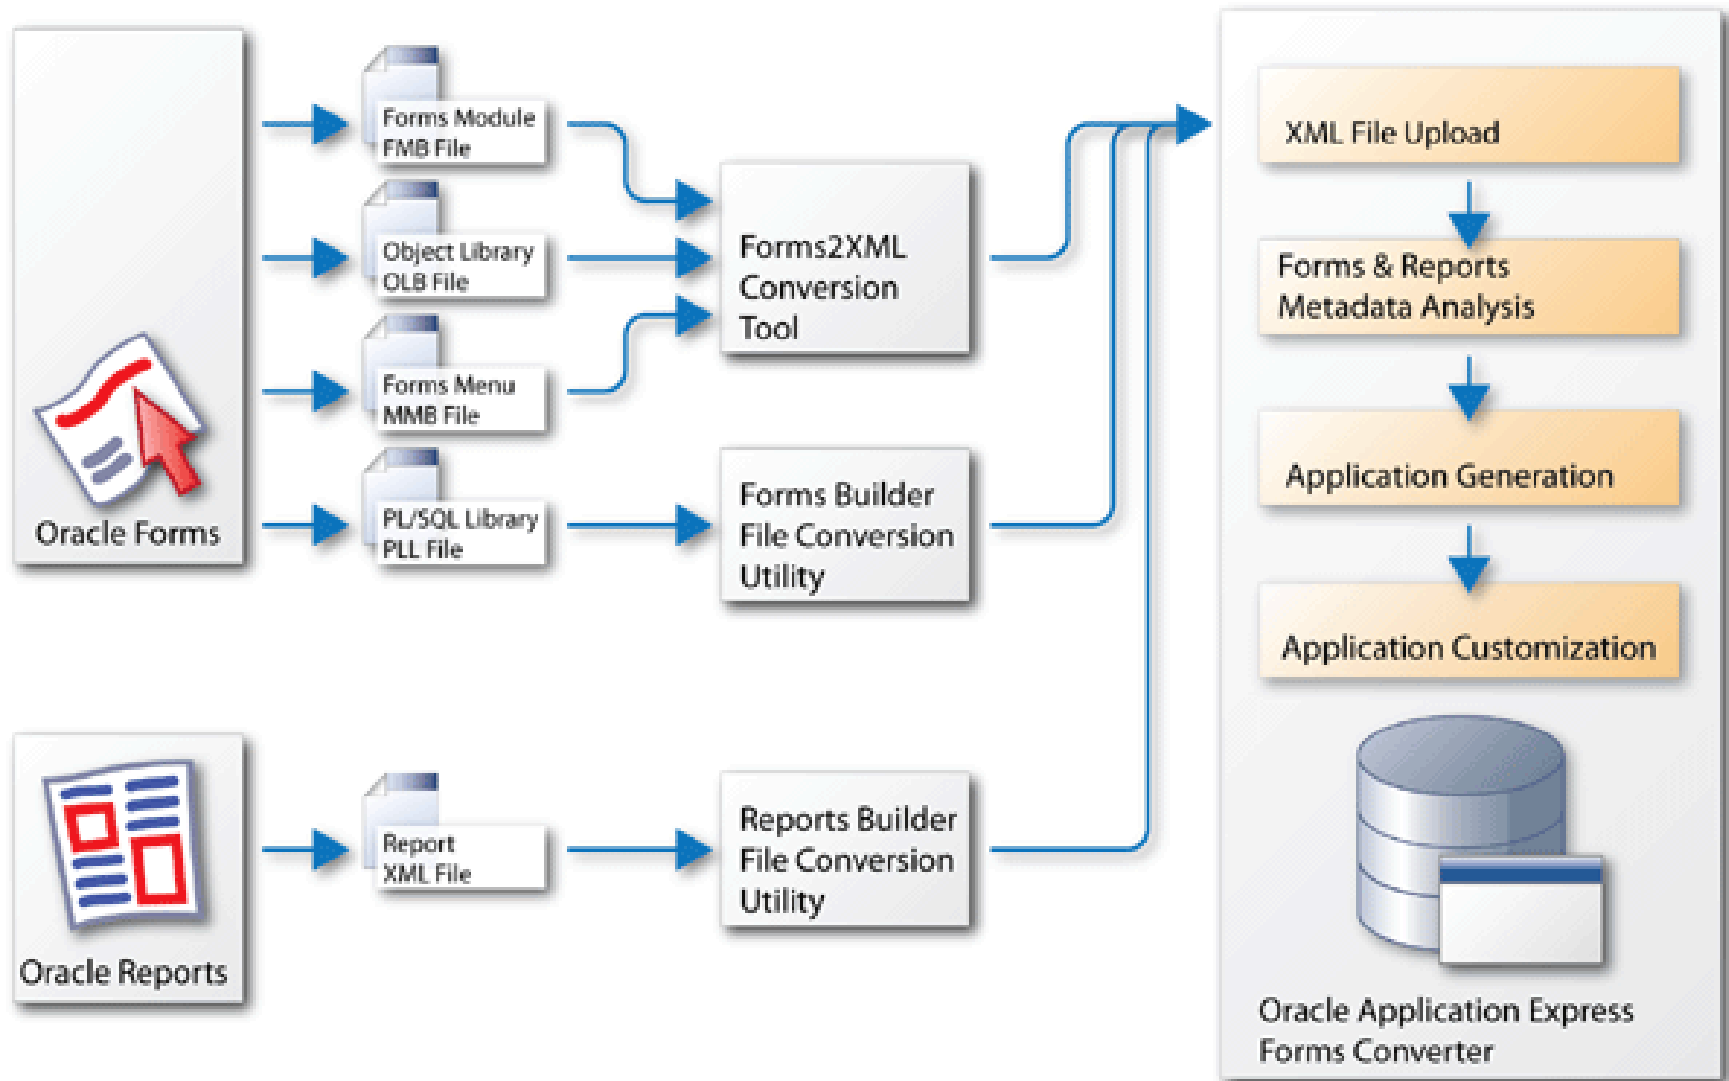 Oracle Forms
Forms Module
FMB File
Object Library
OLB File
Forms Menu
MMB File
PL/SQL Library
PLL File
Forms2XML
Conversion
Tool
Forms Builder
File Conversion
Utility
Oracle Reports
Report
XML File
Reports Builder
File Conversion
Utility
XML File Upload
Forms & Reports
Metadata Analysis
Application Generation
Application Customization
Oracle Application Express
Forms Converter